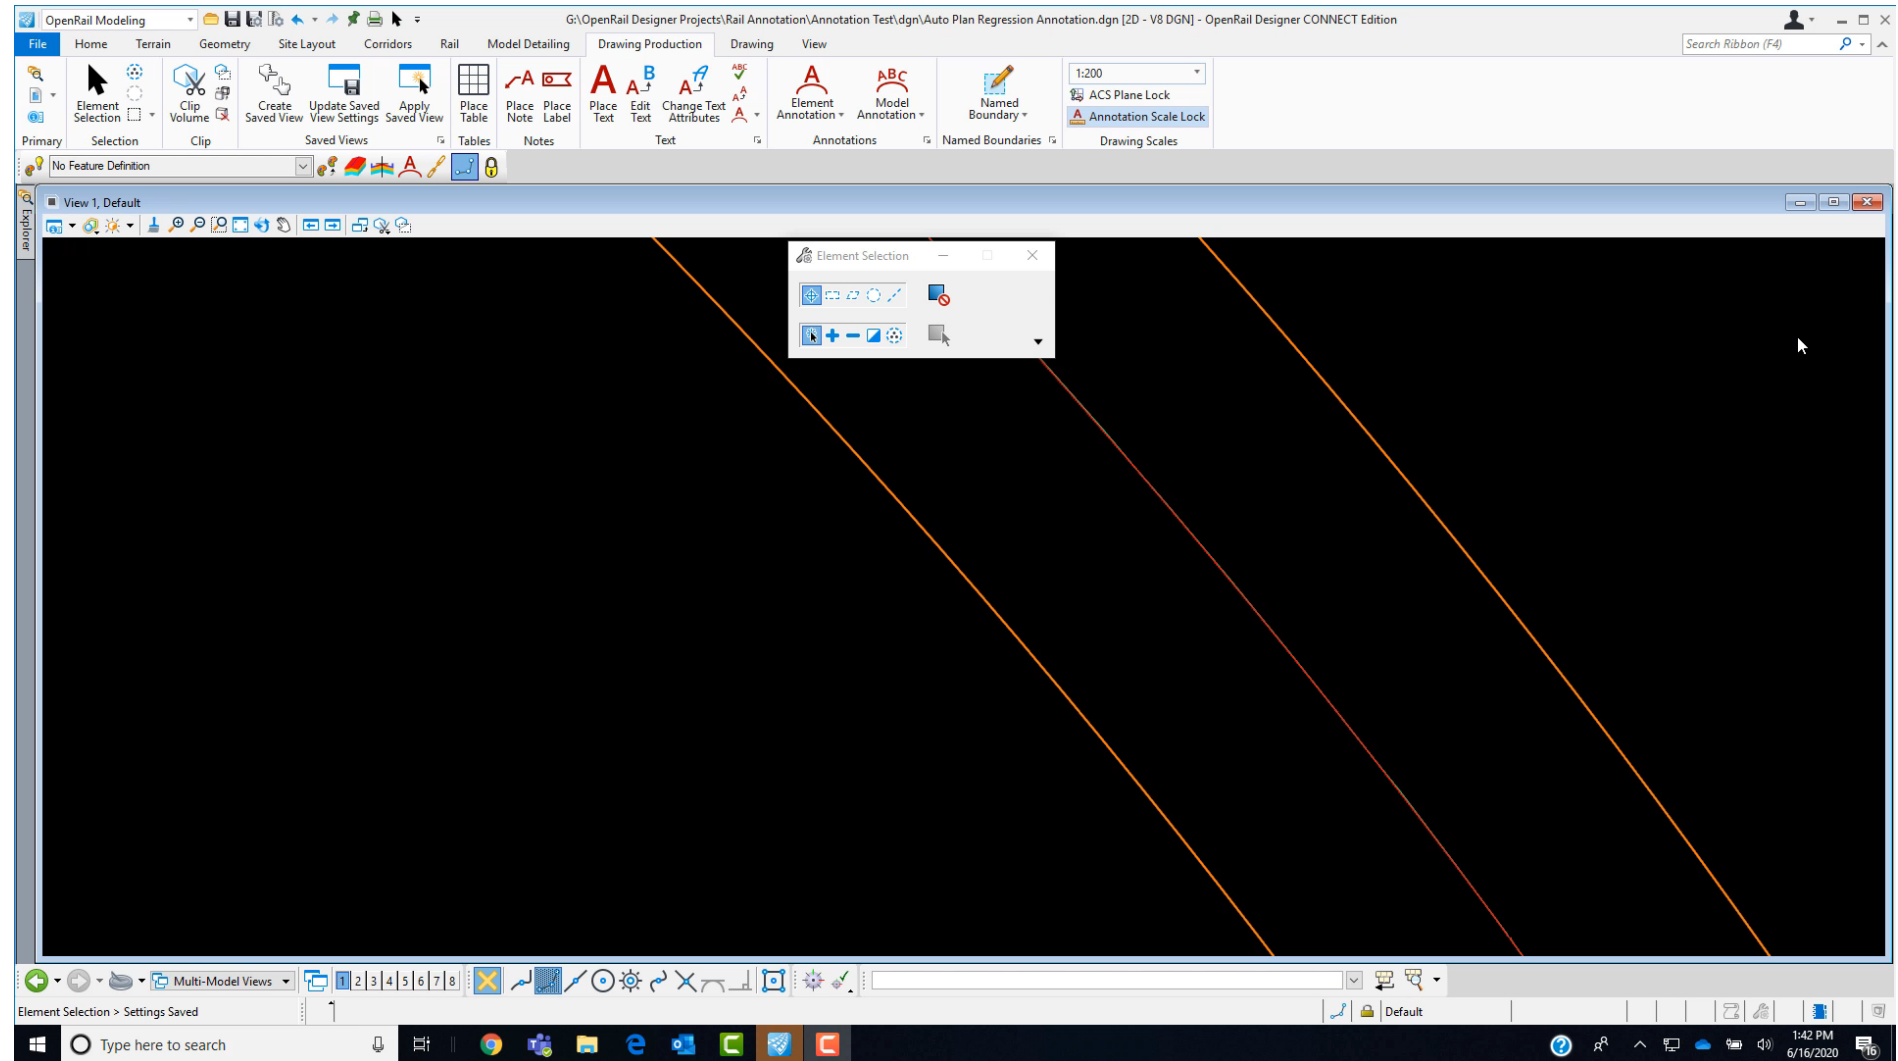 OpenRail Modeling
G:\OpenRail Designer Projects\Rail Annotation\Annotation Test\dgn\Auto Plan Regression Annotation.dgn [2D - V8 DGN] - OpenRail Designer CONNECT Edition
File Home Terrain Geometry Site Layout Corridors Rail Model Detailing Drawing Production Drawing View
Search Ribbon (F4)
Element Selection
Clip Volume
Create Saved View
Update Saved View Settings
Apply Saved View
Place Table
Place Note
Place Label
Place Text
Edit Text
Change Text Attributes
Element Annotation
Model Annotation
Named Boundary
1:200
ACS Plane Lock
Annotation Scale Lock
Primary Selection Clip Saved Views Tables Notes Text Annotations Named Boundaries Drawing Scales
No Feature Definition
Explorer
View 1, Default
Element Selection
Multi-Model Views
1 2 3 4 5 6 7 8
Element Selection > Settings Saved
Default
Type here to search
1:42 PM
6/16/2020
16